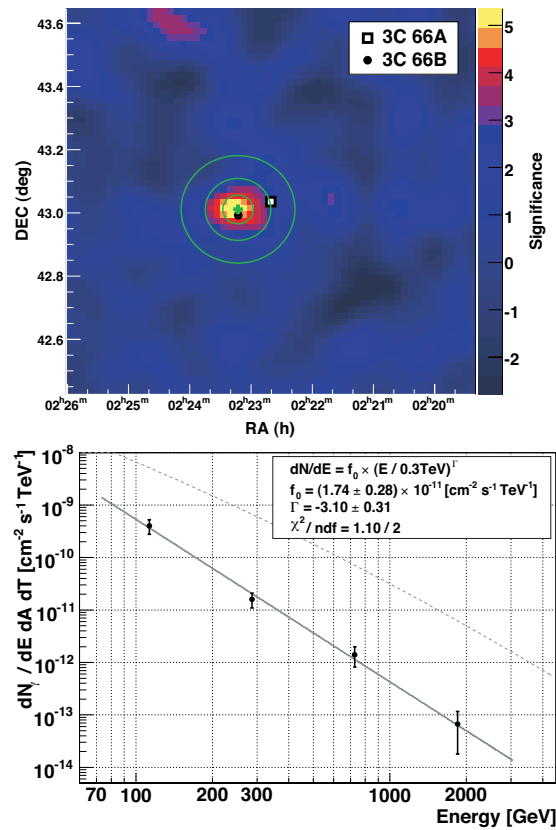 43.6
43.4
43.2
43.0
42.8
42.6
DEC (deg)
3C 66A
3C 66B
5
4
3
2
1
0
-1
-2
Significance
02ʰ26ᵐ 02ʰ25ᵐ 02ʰ24ᵐ 02ʰ23ᵐ 02ʰ22ᵐ 02ʰ21ᵐ 02ʰ20ᵐ
RA (h)
dNᵧ / dE dA dT [cm⁻² s⁻¹ TeV⁻¹]
10⁻⁸
10⁻⁹
10⁻¹⁰
10⁻¹¹
10⁻¹²
10⁻¹³
10⁻¹⁴
dN/dE = f₀ × (E / 0.3TeV)^Γ
f₀ = (1.74 ± 0.28) × 10⁻¹¹ [cm⁻² s⁻¹ TeV⁻¹]
Γ = -3.10 ± 0.31
χ²/ ndf = 1.10 / 2
70 100 200 300 1000 2000
Energy [GeV]